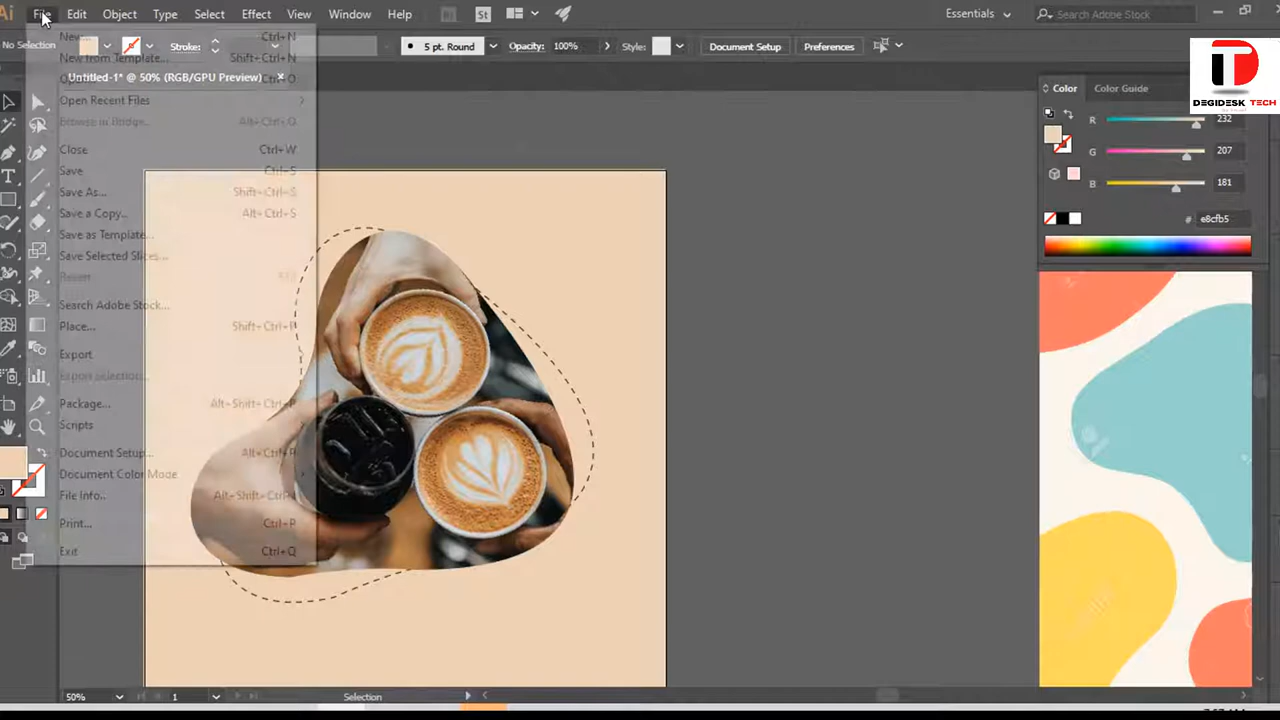 Ai File Edit Object Type Select Effect View Window Help Br St Essentials Search Adobe Stock
No Selection Stroke: 5 pt. Round Opacity: 100% Style: Document Setup Preferences
Untitled-1* @ 50% (RGB/GPU Preview) ×
New... Ctrl+N
New from Template... Shift+Ctrl+N
Open Recent Files
Browse in Bridge... Alt+Ctrl+O
Close Ctrl+W
Save Ctrl+S
Save As... Shift+Ctrl+S
Save a Copy... Alt+Ctrl+S
Save as Template...
Save Selected Slices...
Revert
Search Adobe Stock...
Place... Shift+Ctrl+P
Export
Export Selection...
Package... Alt+Shift+Ctrl+P
Scripts
Document Setup... Alt+Ctrl+P
Document Color Mode
File Info... Alt+Shift+Ctrl+I
Print... Ctrl+P
Exit Ctrl+Q
DEGIDESK TECH
Color Color Guide
R 232
G 207
B 181
# e8cfb5
50% 1 Selection